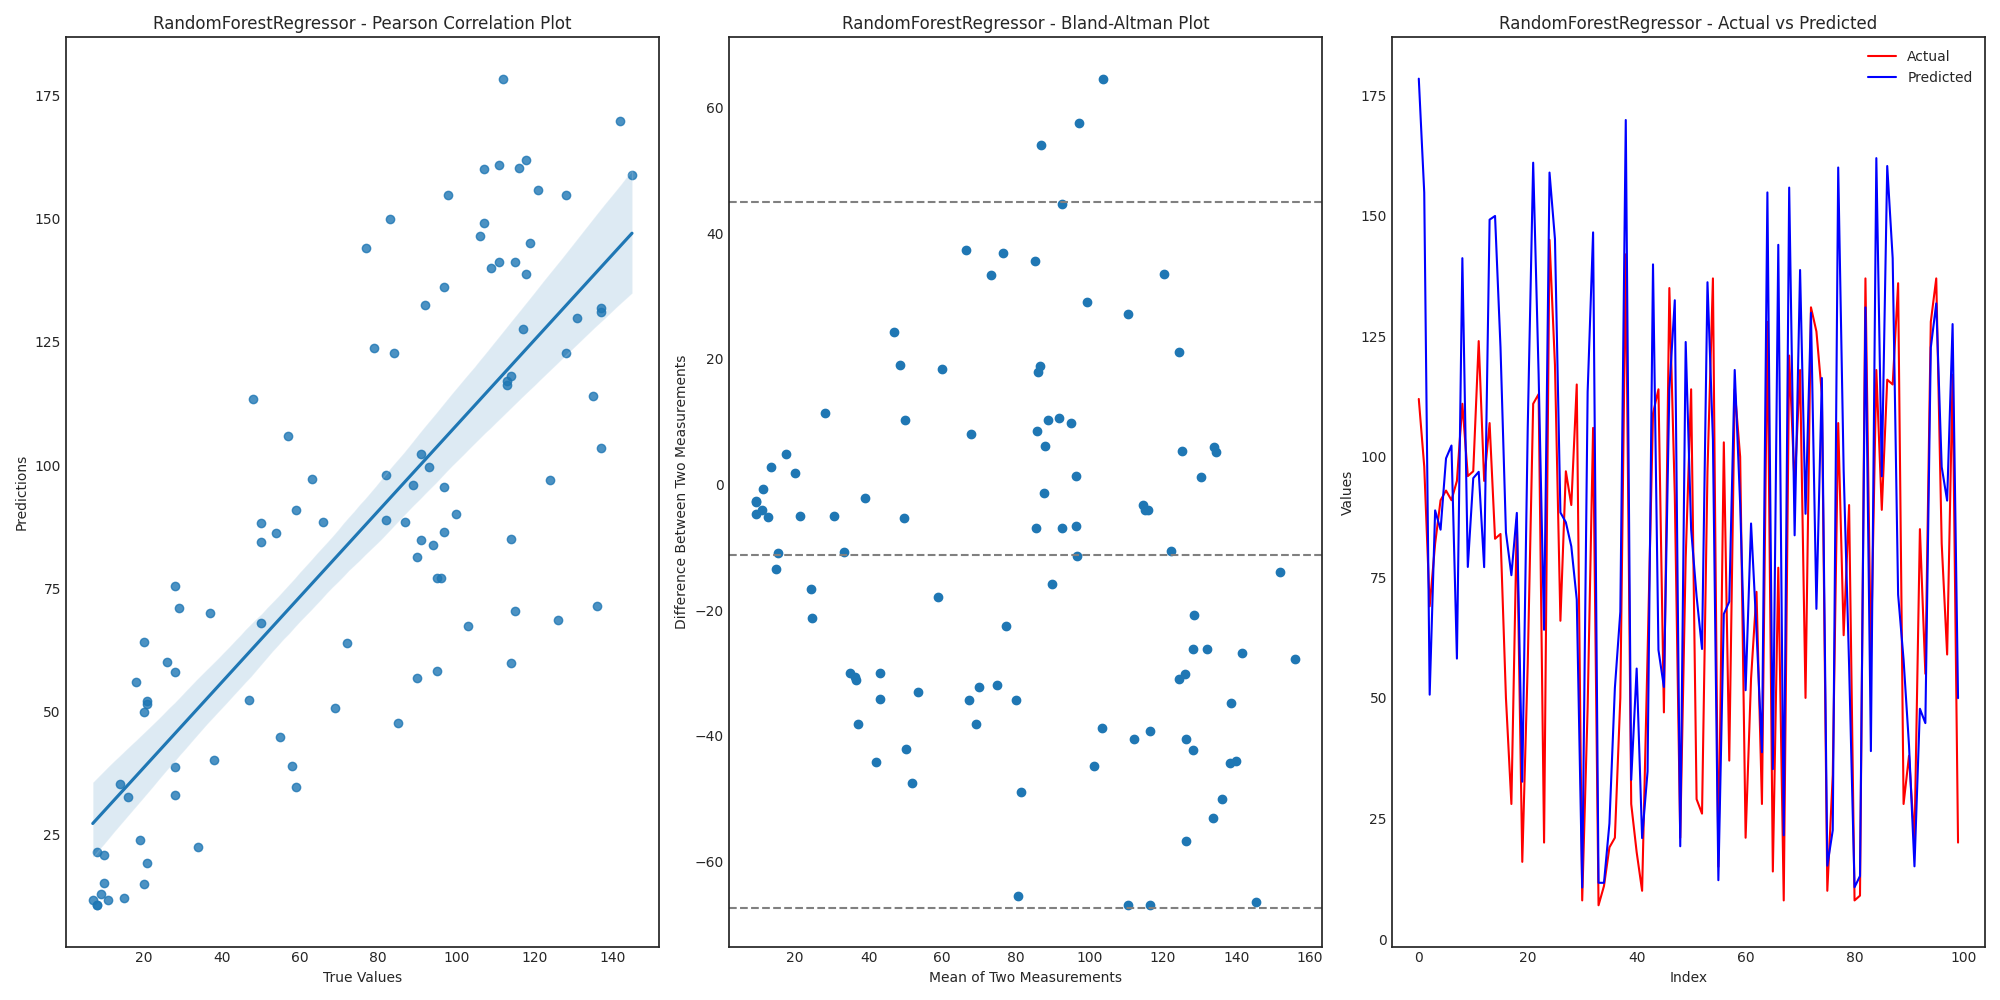 RandomForestRegressor - Pearson Correlation Plot
175
150
125
100
75
50
25
20 40 60 80 100 120 140
True Values
Predictions
RandomForestRegressor - Bland-Altman Plot
60
40
20
0
−20
−40
−60
20 40 60 80 100 120 140 160
Mean of Two Measurements
Difference Between Two Measurements
RandomForestRegressor - Actual vs Predicted
Actual
Predicted
175
150
125
100
75
50
25
0
0 20 40 60 80 100
Index
Values